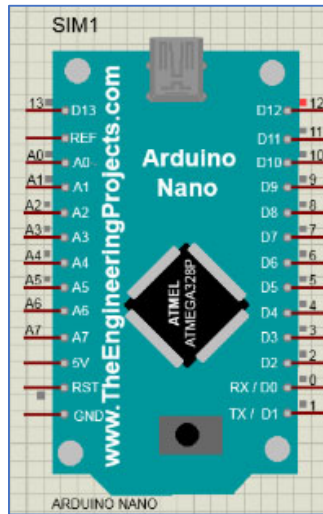 SIM1
13 D13 D12 12
REF D11 11
A0 A0 D10 10
A1 A1 D9 9
A2 A2 D8 8
A3 A3 D7 7
A4 A4 D6 6
A5 A5 D5 5
A6 A6 D4 4
A7 A7 D3 3
5V D2 2
RST RX / D0 0
GND TX / D1 1
www.TheEngineeringProjects.com
Arduino
Nano
ATMEL
ATMEGA328P
ARDUINO NANO